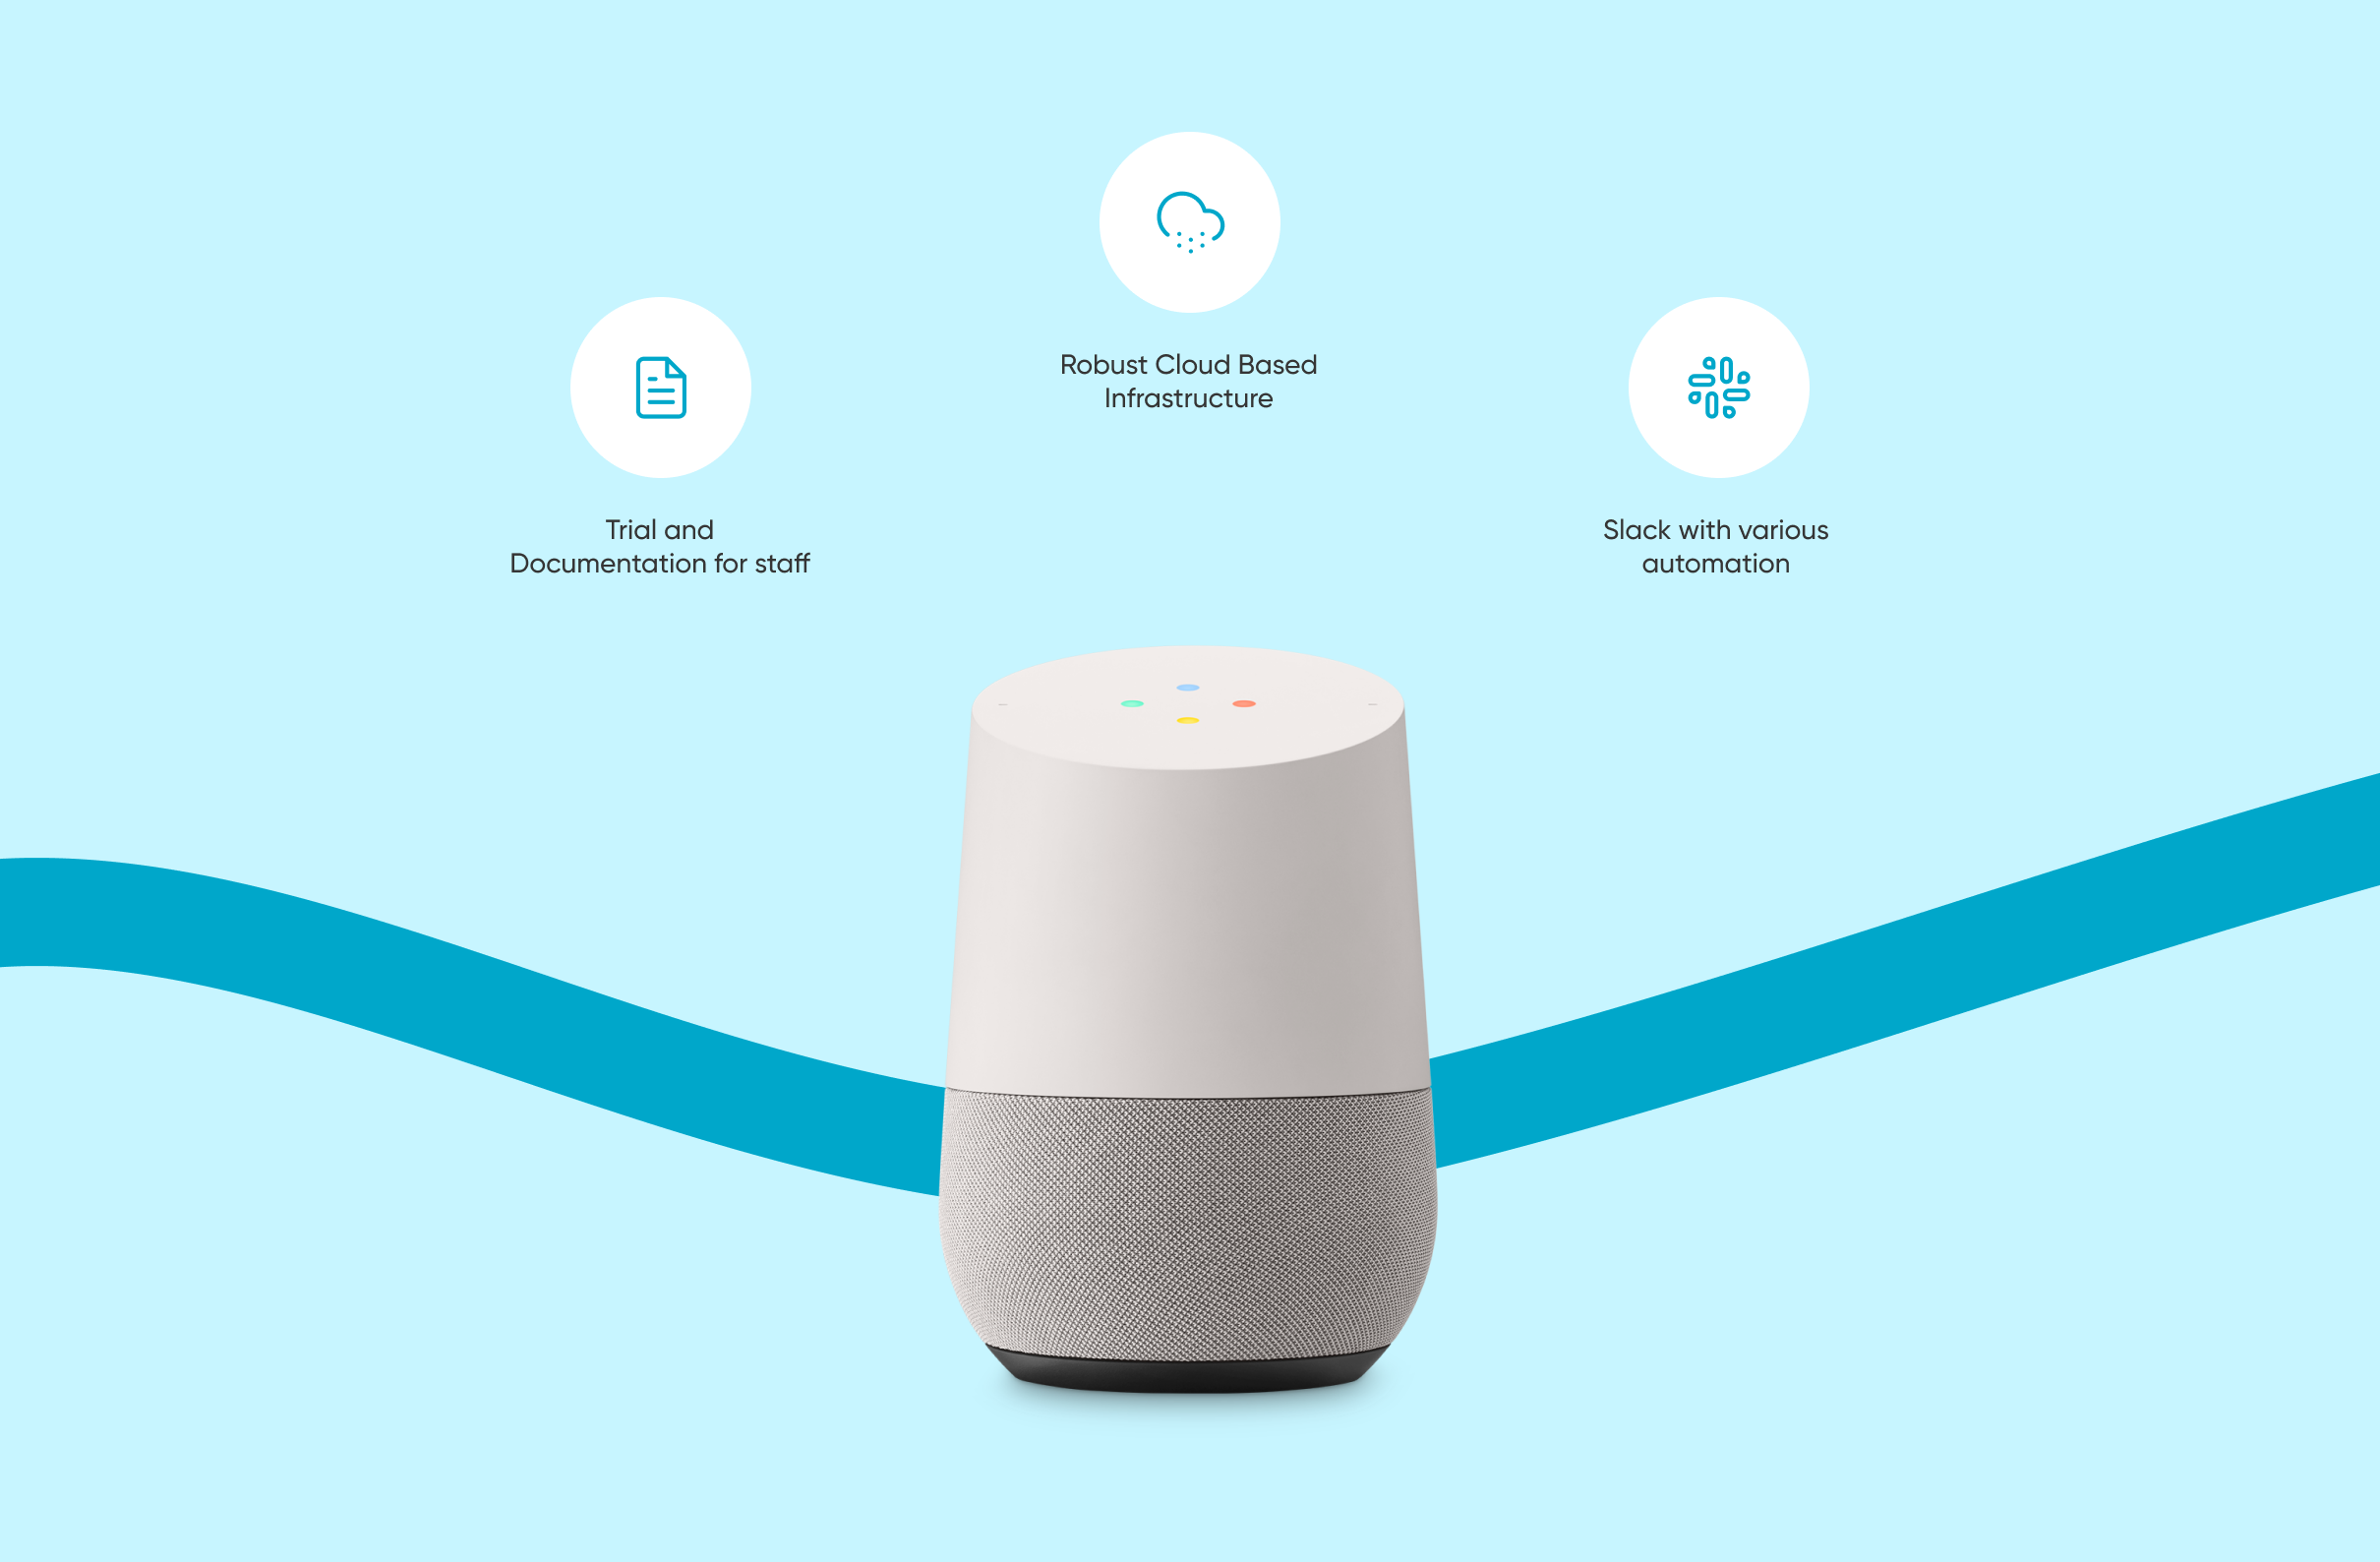 Robust Cloud Based
Infrastructure
Trial and
Documentation for staff
Slack with various
automation